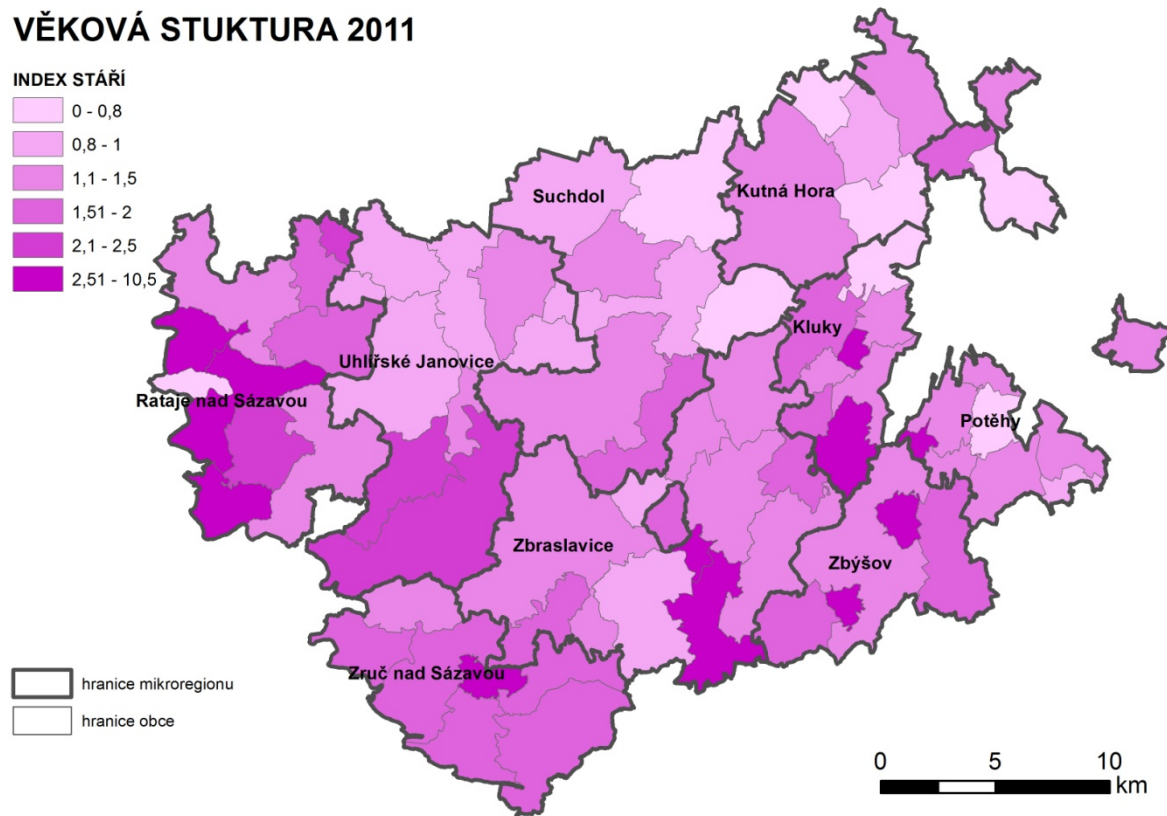 VĚKOVÁ STUKTURA 2011
INDEX STÁŘÍ
0 - 0,8
0,8 - 1
1,1 - 1,5
1,51 - 2
2,1 - 2,5
2,51 - 10,5
Suchdol
Kutná Hora
Kluky
Uhlířské Janovice
Rataje nad Sázavou
Potěhy
Zbraslavice
Zbýšov
Zruč nad Sázavou
hranice mikroregionu
hranice obce
0 5 10
km